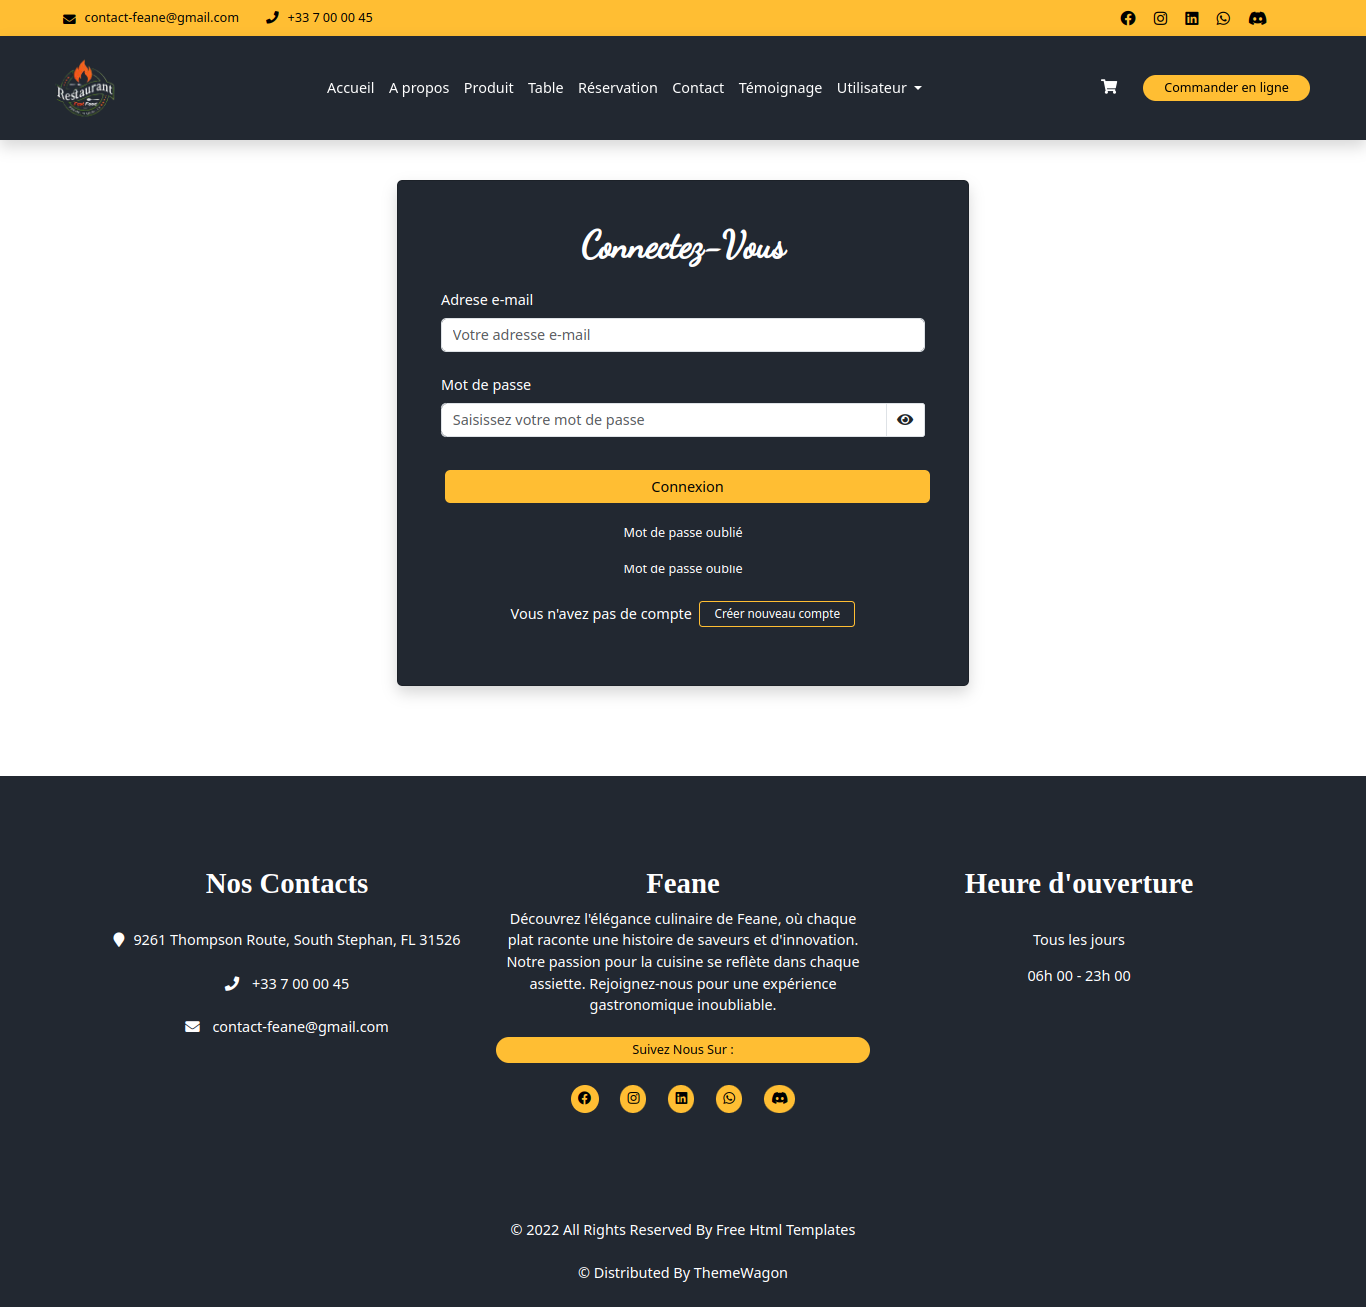 contact-feane@gmail.com +33 7 00 00 45
Restaurant
Accueil A propos Produit Table Réservation Contact Témoignage Utilisateur
Commander en ligne
Connectez-Vous
Adrese e-mail
Votre adresse e-mail
Mot de passe
Saisissez votre mot de passe
Connexion
Mot de passe oublié
Mot de passe oublié
Vous n'avez pas de compte Créer nouveau compte
Nos Contacts
9261 Thompson Route, South Stephan, FL 31526
+33 7 00 00 45
contact-feane@gmail.com
Feane
Découvrez l'élégance culinaire de Feane, où chaque
plat raconte une histoire de saveurs et d'innovation.
Notre passion pour la cuisine se reflète dans chaque
assiette. Rejoignez-nous pour une expérience
gastronomique inoubliable.
Suivez Nous Sur :
Heure d'ouverture
Tous les jours
06h 00 - 23h 00
© 2022 All Rights Reserved By Free Html Templates
© Distributed By ThemeWagon